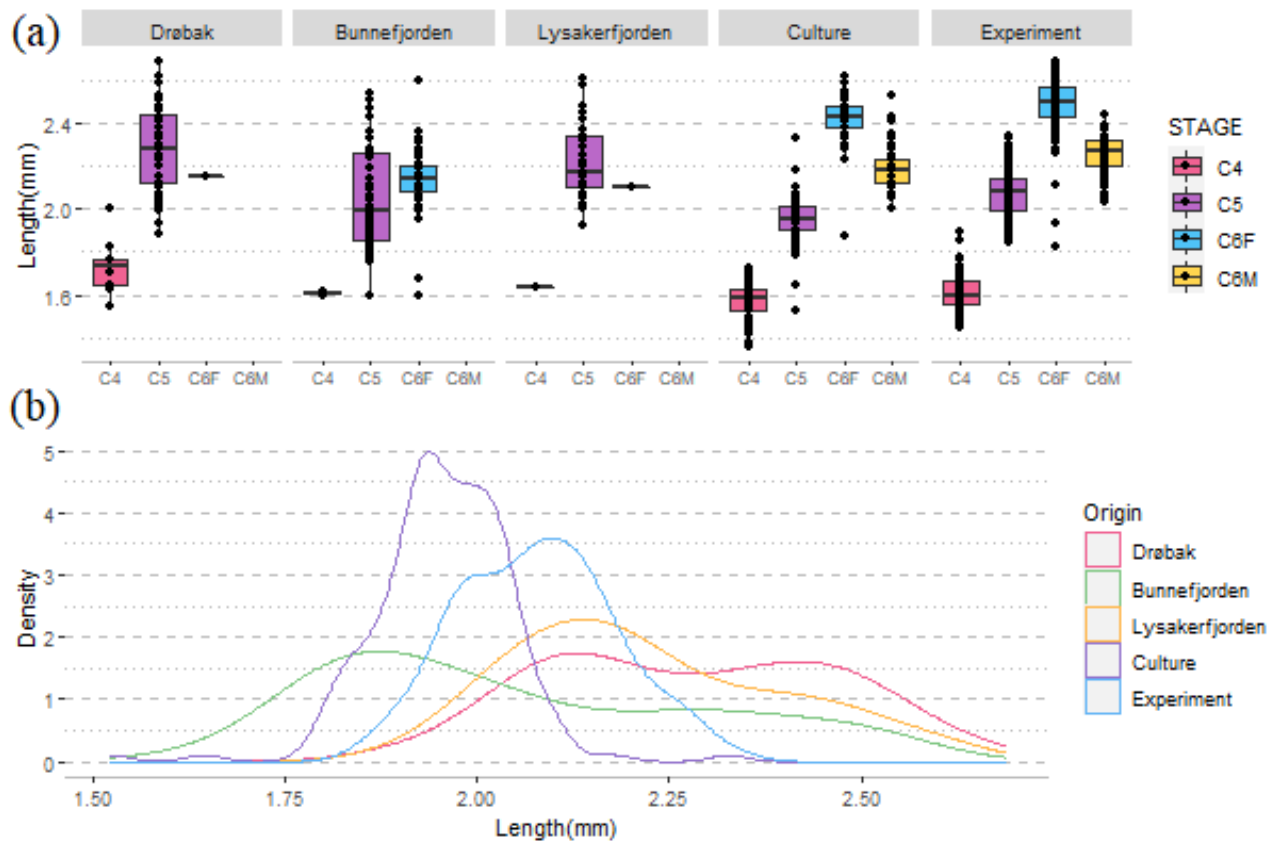 (a)
Drøbak Bunnefjorden Lysakerfjorden Culture Experiment
Length(mm)
2.4
2.0
1.6
C4 C5 C6F C6M C4 C5 C6F C6M C4 C5 C6F C6M C4 C5 C6F C6M C4 C5 C6F C6M
STAGE
C4
C5
C6F
C6M
(b)
Density
5
4
3
2
1
0
1.50 1.75 2.00 2.25 2.50
Length(mm)
Origin
Drøbak
Bunnefjorden
Lysakerfjorden
Culture
Experiment